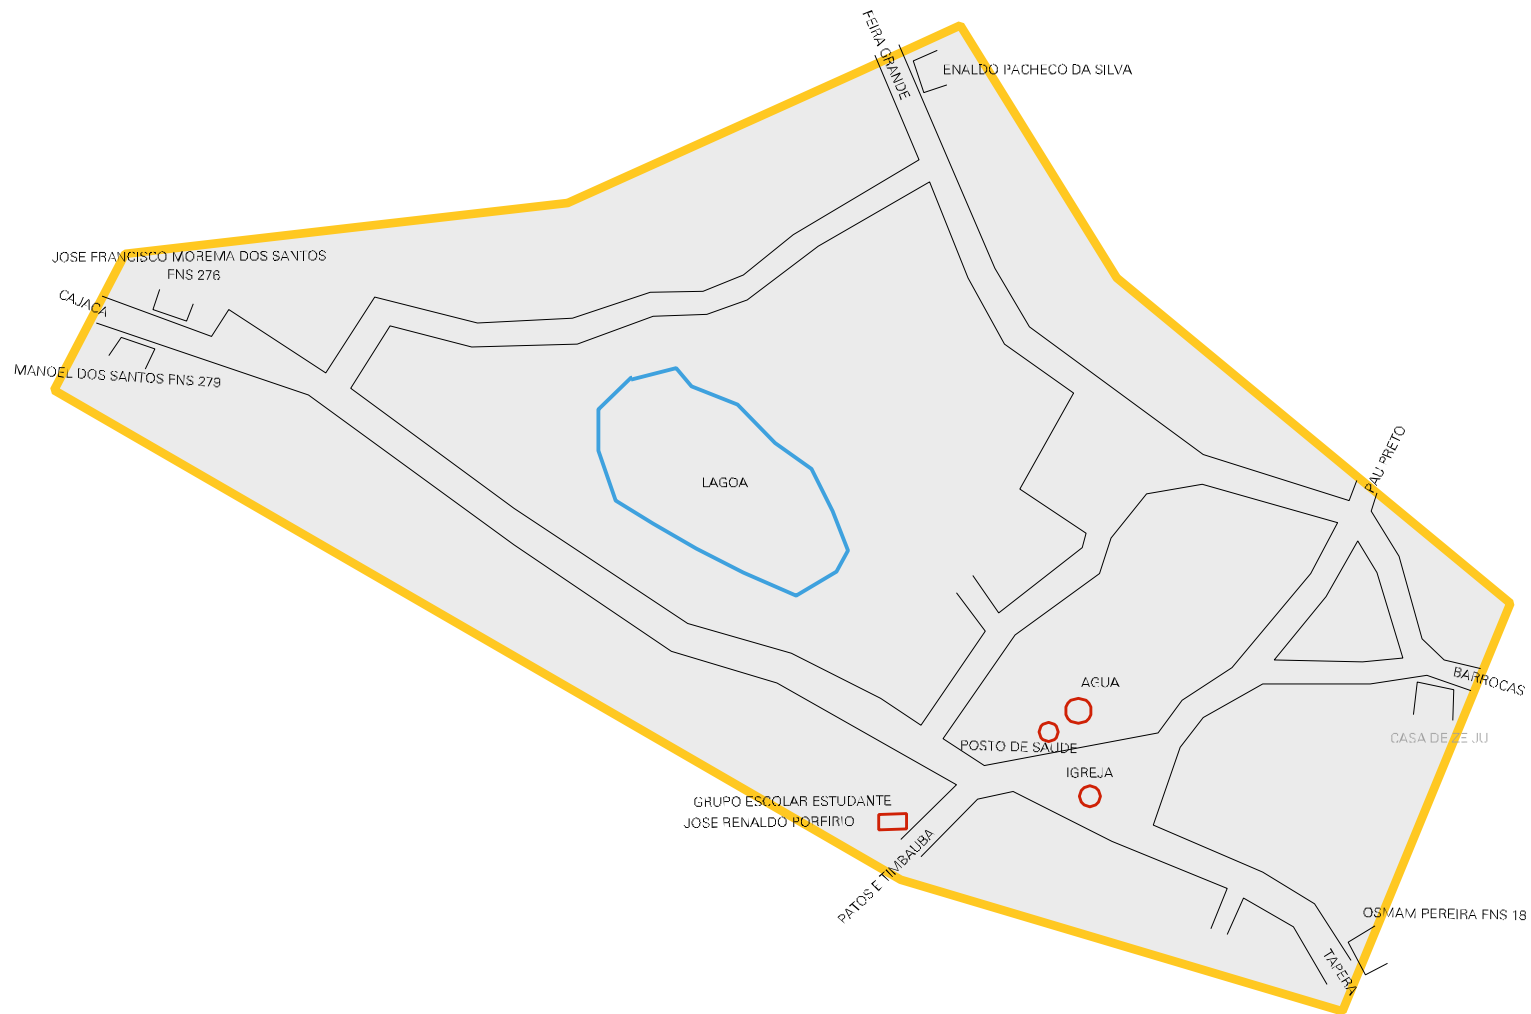 FEIRA GRANDE
ENALDO PACHECO DA SILVA
JOSE FRANCISCO MOREMA DOS SANTOS
FNS 276
CAJACA
MANOEL DOS SANTOS FNS 279
LAGOA
PAU PRETO
BARROCAS
CASA DE ZE JU
AGUA
POSTO DE SAUDE
IGREJA
GRUPO ESCOLAR ESTUDANTE
JOSE RENALDO PORFIRIO
PATOS E TIMBAUBA
OSMAM PEREIRA FNS 18
TAPERA